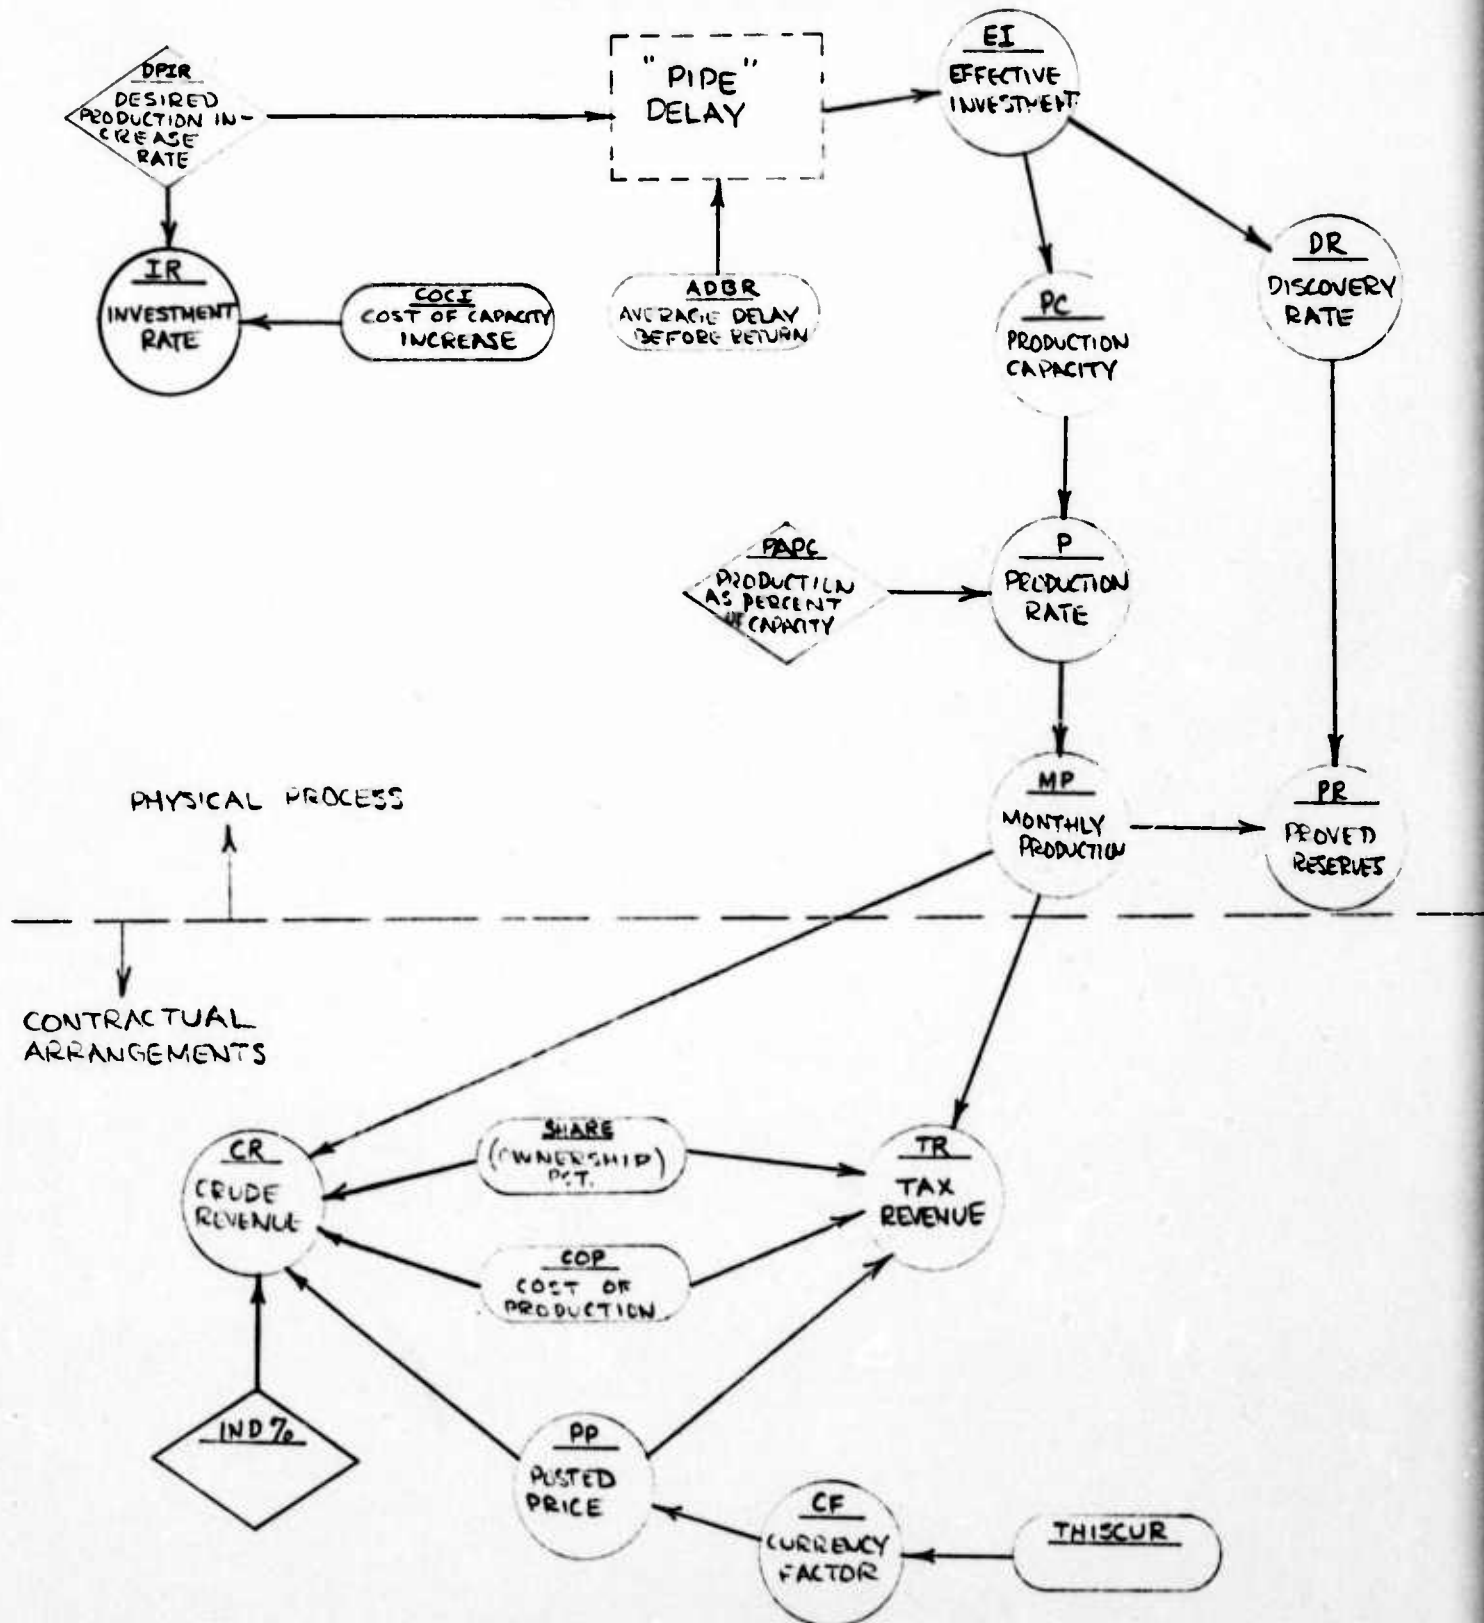 DPIR
DESIRED
PRODUCTION IN-
CREASE
RATE
"PIPE"
DELAY
EI
EFFECTIVE
INVESTMENT
IR
INVESTMENT
RATE
COCI
COST OF CAPACITY
INCREASE
ADBR
AVERAGE DELAY
BEFORE RETURN
PC
PRODUCTION
CAPACITY
DR
DISCOVERY
RATE
PAPC
PRODUCTION
AS PERCENT
OF CAPACITY
P
PRODUCTION
RATE
MP
MONTHLY
PRODUCTION
PR
PROVED
RESERVES
PHYSICAL PROCESS
CONTRACTUAL
ARRANGEMENTS
CR
CRUDE
REVENUE
SHARE
(OWNERSHIP)
PCT.
TR
TAX
REVENUE
COP
COST OF
PRODUCTION
IND %
PP
POSTED
PRICE
CF
CURRENCY
FACTOR
THISCUR